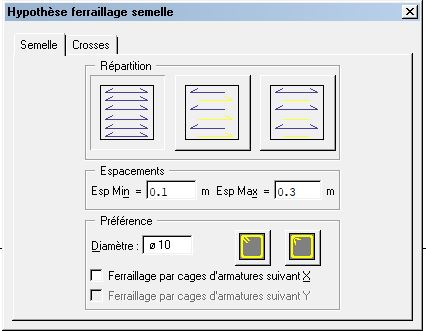 Hypothèse ferraillage semelle
Semelle Crosses
Répartition
Espacements
Esp Min = 0.1 m Esp Max = 0.3 m
Préférence
Diamètre : ø 10
Ferraillage par cages d'armatures suivant X
Ferraillage par cages d'armatures suivant Y